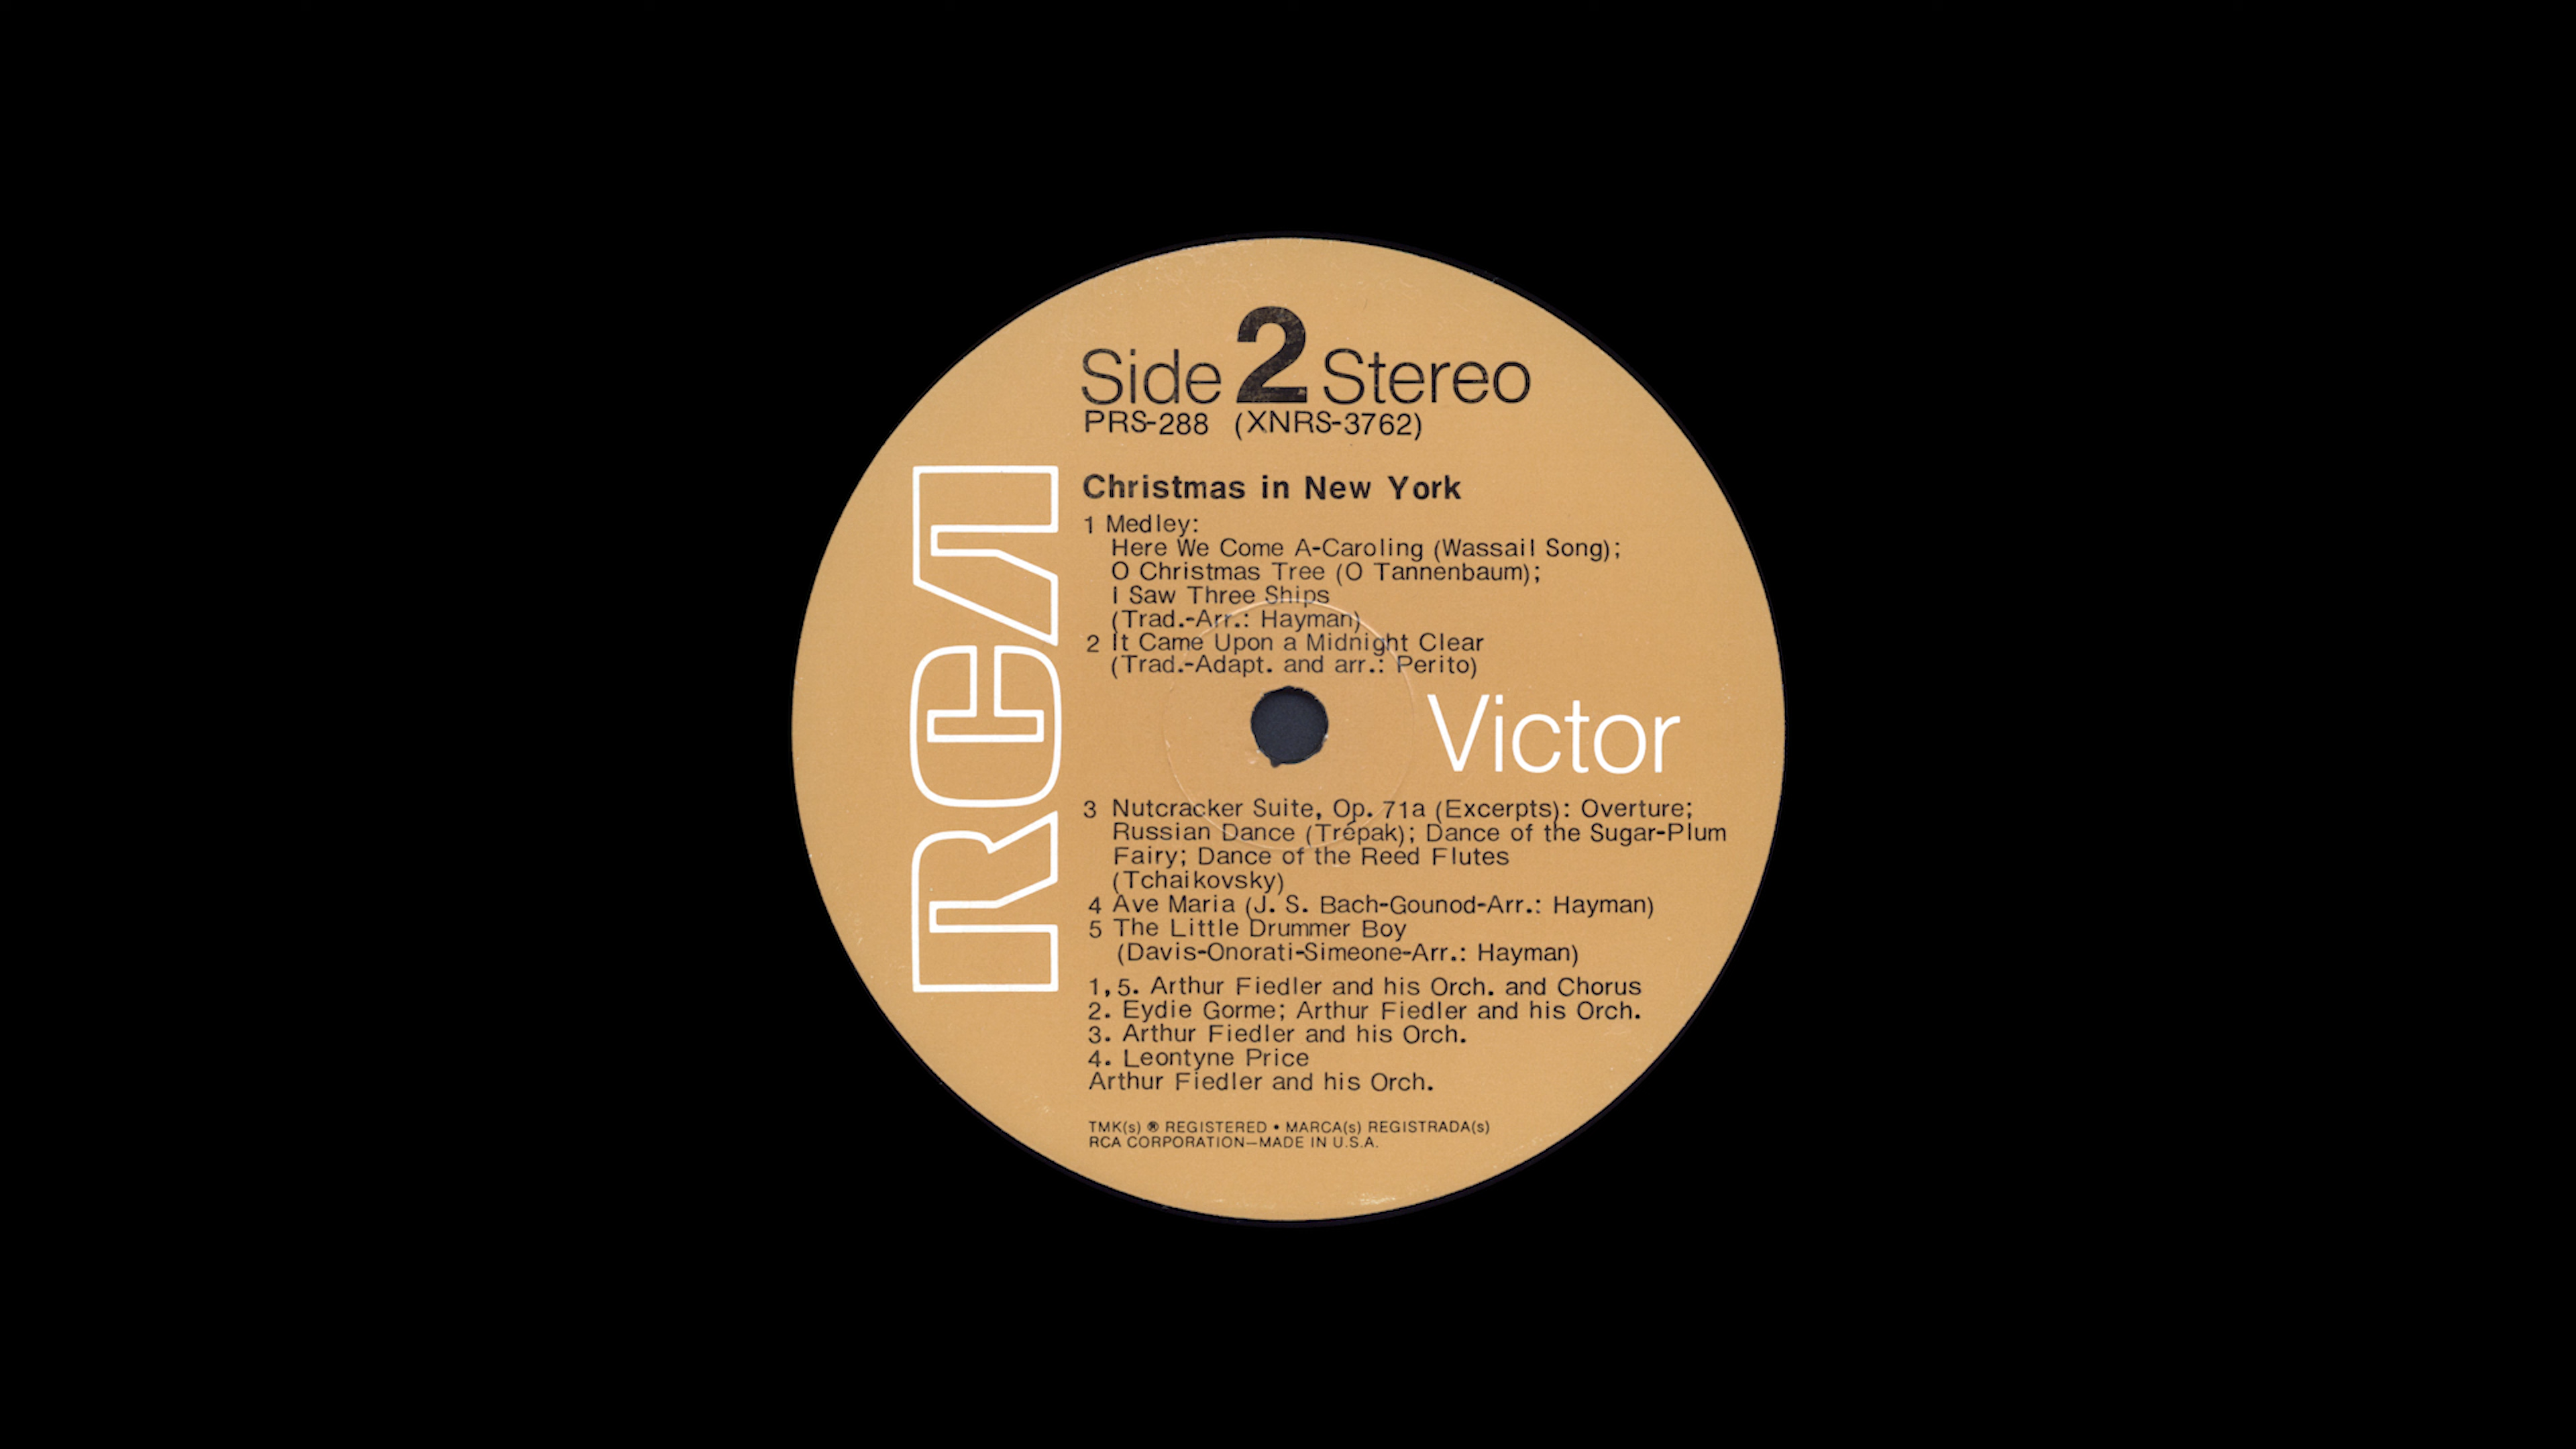 Side 2 Stereo
PRS-288 (XNRS-3762)
Christmas in New York
1 Medley:
Here We Come A-Caroling (Wassail Song);
O Christmas Tree (O Tannenbaum);
I Saw Three Ships
(Trad.-Arr.: Hayman)
2 It Came Upon a Midnight Clear
(Trad.-Adapt. and arr.: Perito)
RCA
Victor
3 Nutcracker Suite, Op. 71a (Excerpts): Overture;
Russian Dance (Trépak); Dance of the Sugar-Plum
Fairy; Dance of the Reed Flutes
(Tchaikovsky)
4 Ave Maria (J. S. Bach-Gounod-Arr.: Hayman)
5 The Little Drummer Boy
(Davis-Onorati-Simeone-Arr.: Hayman)
1,5. Arthur Fiedler and his Orch. and Chorus
2. Eydie Gorme; Arthur Fiedler and his Orch.
3. Arthur Fiedler and his Orch.
4. Leontyne Price
Arthur Fiedler and his Orch.
TMK(s) ® REGISTERED • MARCA(s) REGISTRADA(s)
RCA CORPORATION—MADE IN U.S.A.